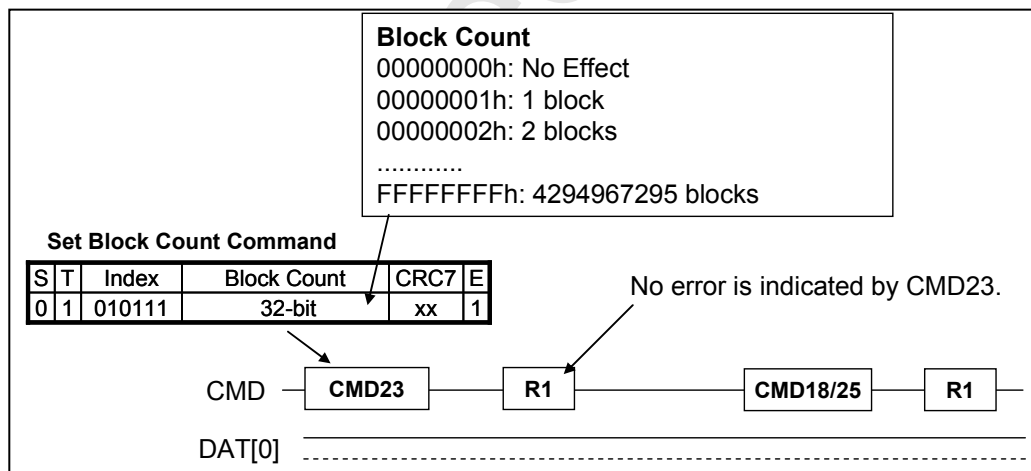 Block Count
00000000h: No Effect
00000001h: 1 block
00000002h: 2 blocks
............
FFFFFFFFh: 4294967295 blocks
Set Block Count Command
S T Index Block Count CRC7 E
0 1 010111 32-bit xx 1
No error is indicated by CMD23.
CMD CMD23 R1 CMD18/25 R1
DAT[0]